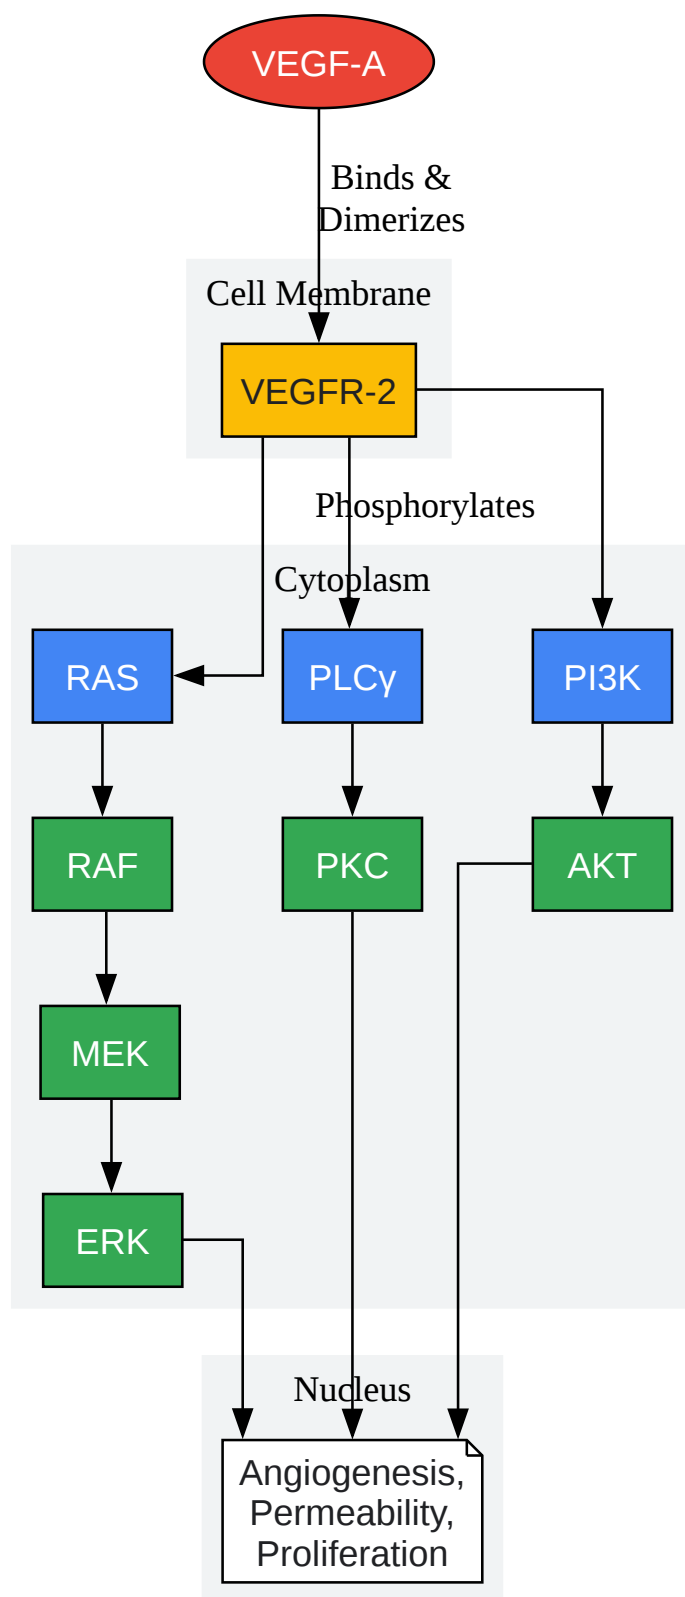 VEGF-A
Binds &
Dimerizes
Cell Membrane
VEGFR-2
Phosphorylates
Cytoplasm
RAS
PLCγ
PI3K
RAF
PKC
AKT
MEK
ERK
Nucleus
Angiogenesis,
Permeability,
Proliferation